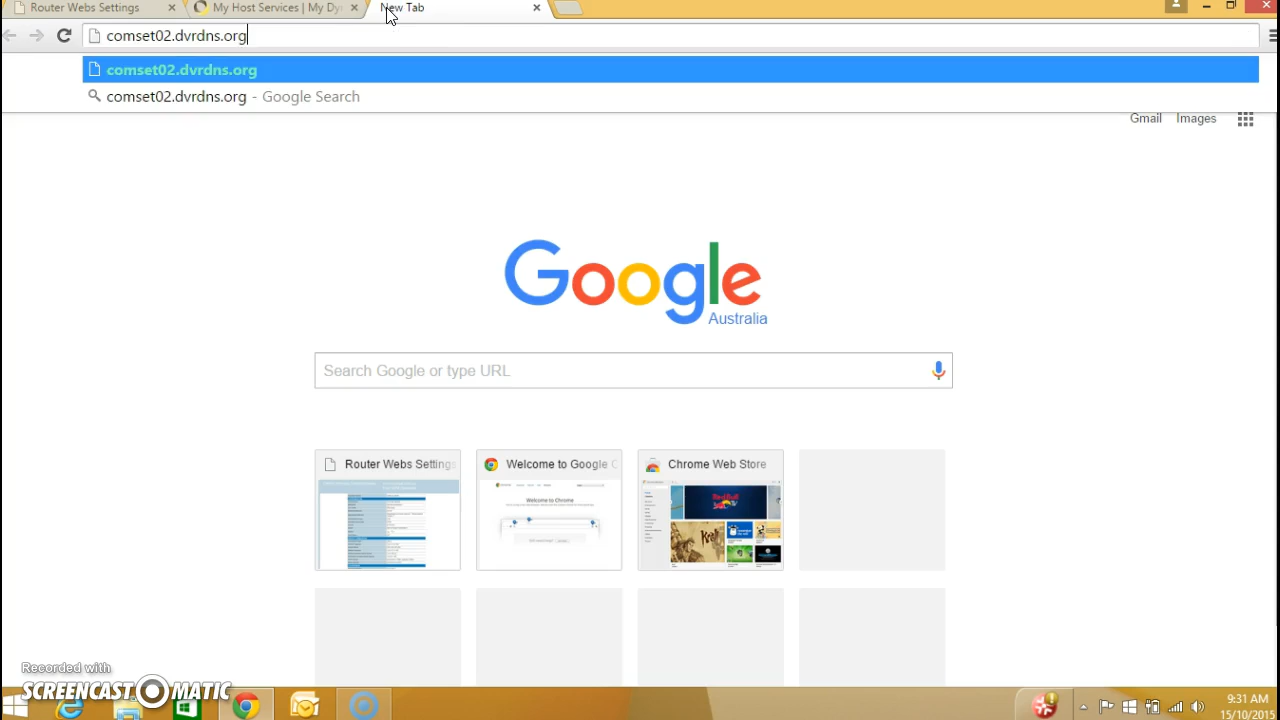 Router Webs Settings
My Host Services | My Dy
New Tab
comset02.dvrdns.org
comset02.dvrdns.org
comset02.dvrdns.org - Google Search
Gmail Images
Google
Australia
Search Google or type URL
Router Webs Settings
Welcome to Google C
Chrome Web Store
Welcome to Chrome
Recorded with
SCREENCAST-O-MATIC
9:31 AM
15/10/2015